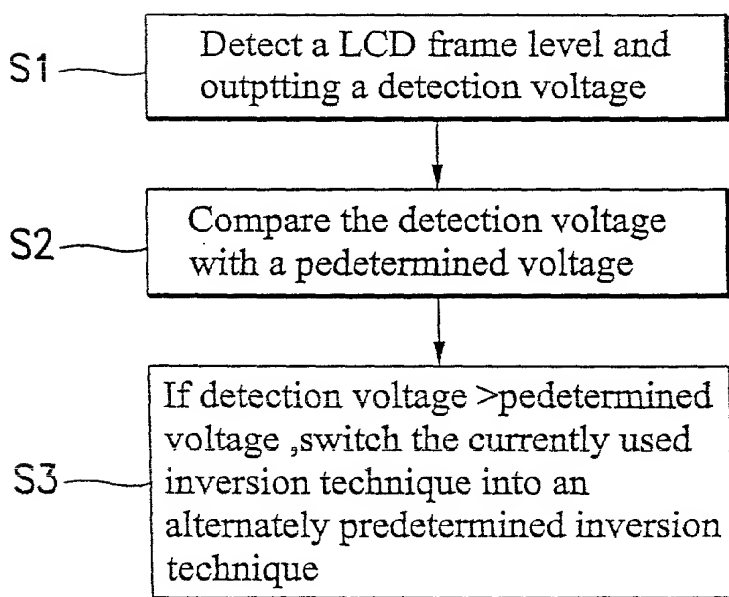 S1
Detect a LCD frame level and
outptting a detection voltage
S2
Compare the detection voltage
with a pedetermined voltage
S3
If detection voltage >pedetermined
voltage ,switch the currently used
inversion technique into an
alternately predetermined inversion
technique